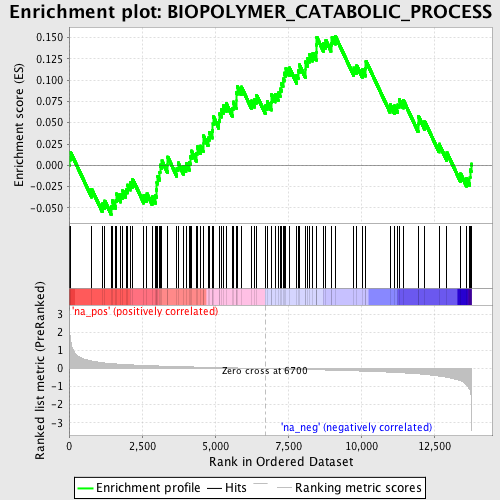 Enrichment plot: BIOPOLYMER_CATABOLIC_PROCESS
Enrichment score (ES)
0.150
0.125
0.100
0.075
0.050
0.025
0.000
-0.025
-0.050
'na_pos' (positively correlated)
Ranked list metric (PreRanked)
3
2
1
0
-1
-2
-3
Zero cross at 6700
'na_neg' (negatively correlated)
0
2,500
5,000
7,500
10,000
12,500
Rank in Ordered Dataset
Enrichment profile
Hits
Ranking metric scores